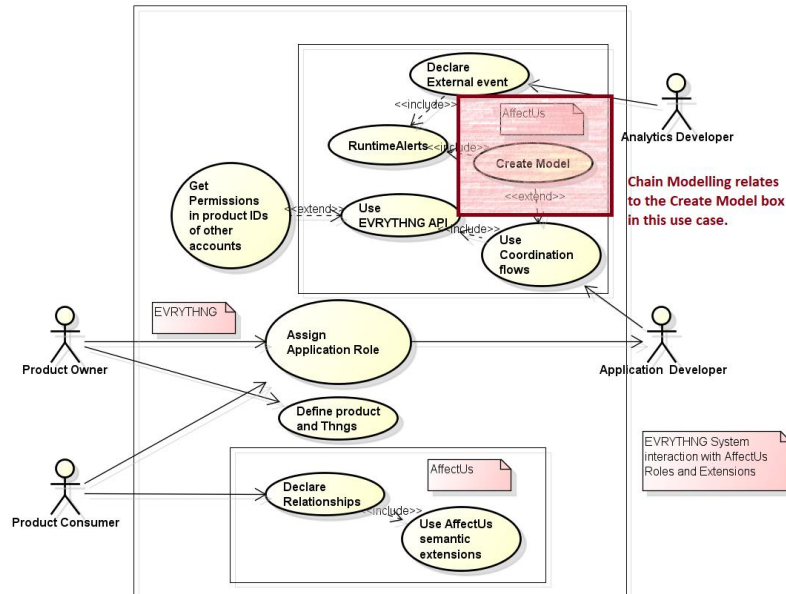 Declare
External event
<<include>>
AffectUs
Analytics Developer
RuntimeAlerts
<<include>>
Create Model
Chain Modelling relates
to the Create Model box
in this use case.
Get
Permissions
in product IDs
of other
accounts
<<extend>>
Use
EVRYTHNG API
<<extend>>
<<include>>
Use
Coordination
flows
EVRYTHNG
Product Owner
Assign
Application Role
Application Developer
Define product
and Thngs
EVRYTHNG System
interaction with AffectUs
Roles and Extensions
AffectUs
Product Consumer
Declare
Relationships
<<include>>
Use AffectUs
semantic
extensions